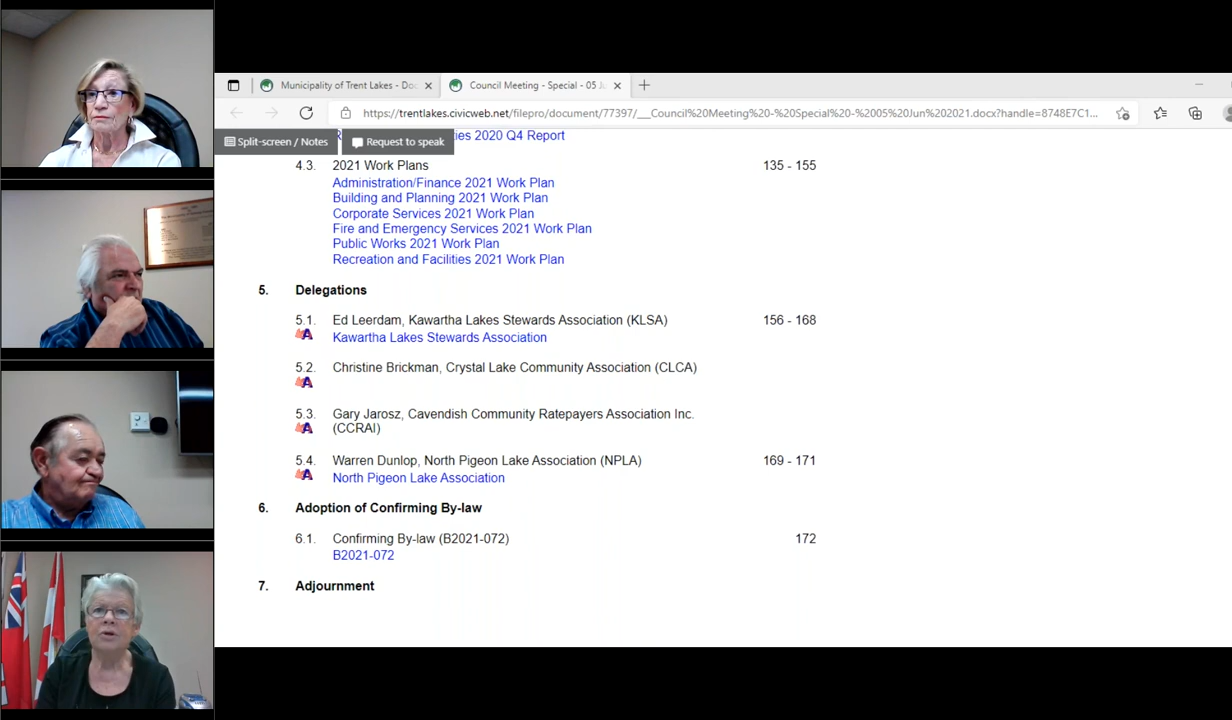 Municipality of Trent Lakes - Doc
Council Meeting - Special - 05 Ju
https://trentlakes.civicweb.net/filepro/document/77397/__Council%20Meeting%20-%20Special%20-%2005%20Jun%202021.docx?handle=8748E7C1...
Split-screen / Notes
Request to speak
ties 2020 Q4 Report
4.3. 2021 Work Plans 135 - 155
Administration/Finance 2021 Work Plan
Building and Planning 2021 Work Plan
Corporate Services 2021 Work Plan
Fire and Emergency Services 2021 Work Plan
Public Works 2021 Work Plan
Recreation and Facilities 2021 Work Plan
5. Delegations
5.1. Ed Leerdam, Kawartha Lakes Stewards Association (KLSA) 156 - 168
Kawartha Lakes Stewards Association
5.2. Christine Brickman, Crystal Lake Community Association (CLCA)
5.3. Gary Jarosz, Cavendish Community Ratepayers Association Inc.
(CCRAI)
5.4. Warren Dunlop, North Pigeon Lake Association (NPLA) 169 - 171
North Pigeon Lake Association
6. Adoption of Confirming By-law
6.1. Confirming By-law (B2021-072) 172
B2021-072
7. Adjournment